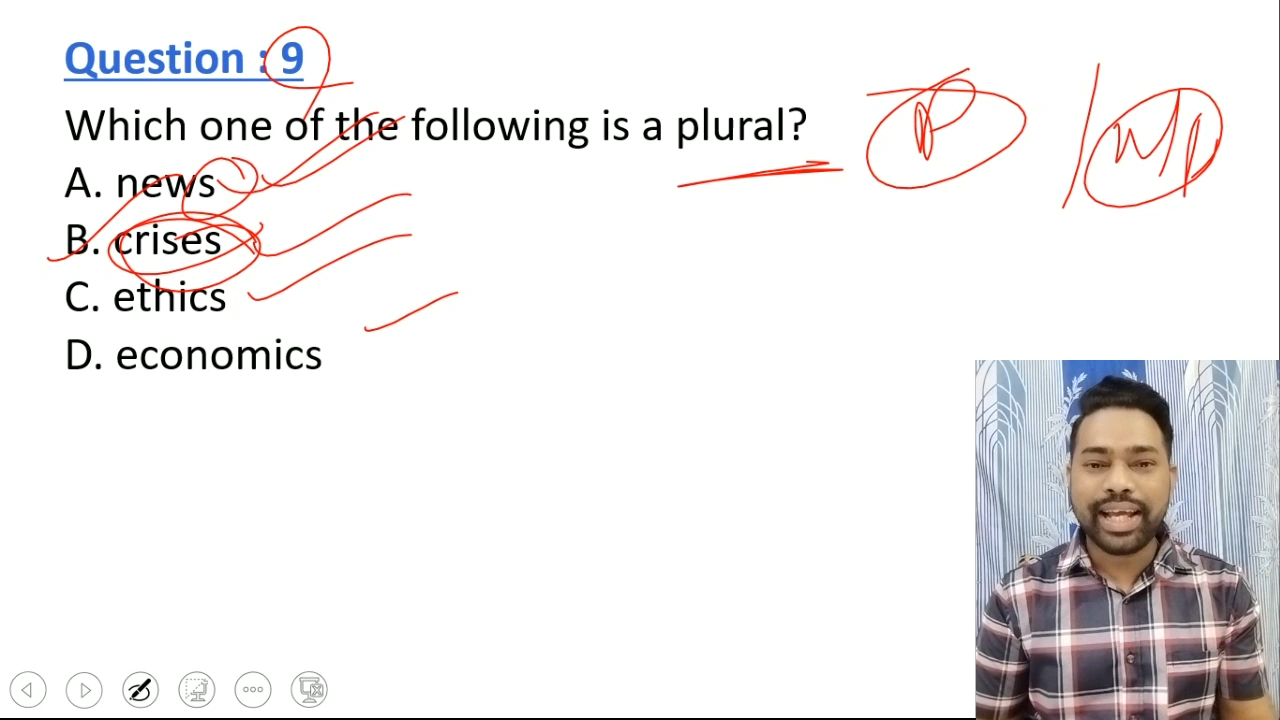 Question : 9
Which one of the following is a plural?
A. news
B. crises
C. ethics
D. economics